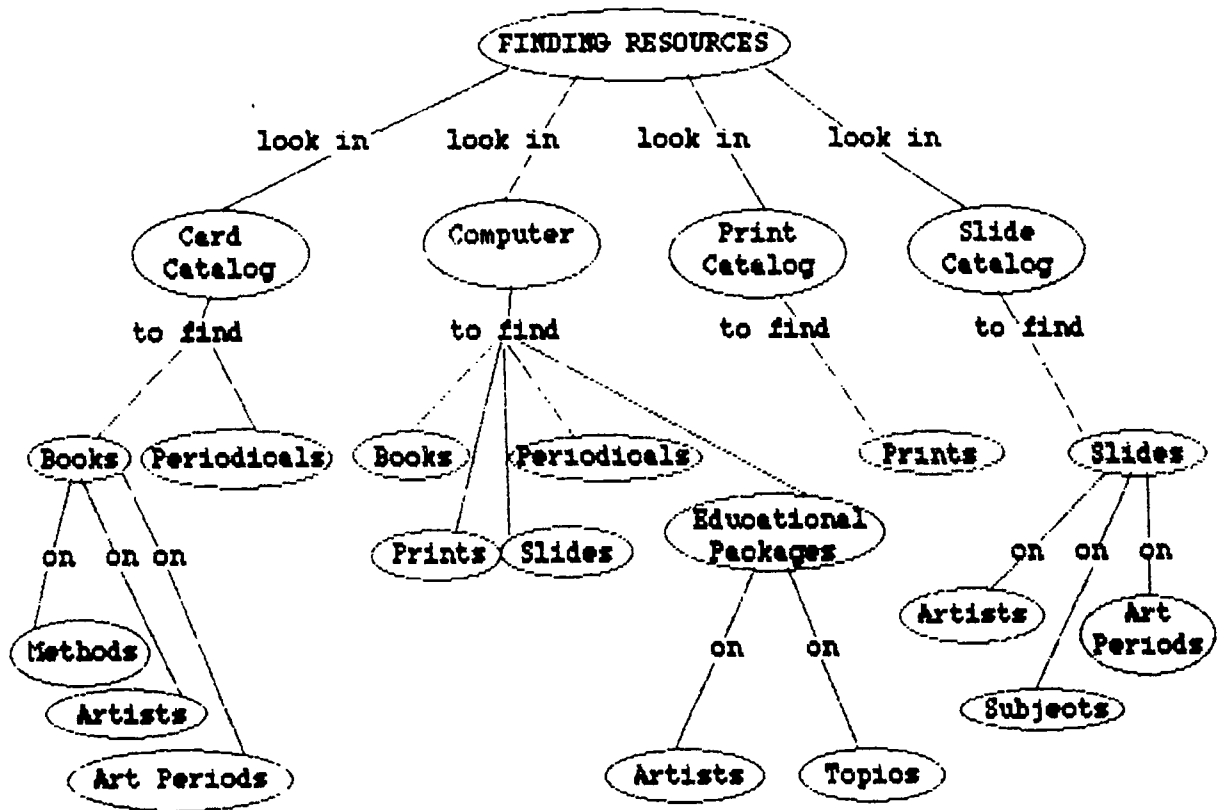 FINDING RESOURCES
look in look in look in look in
Card Catalog
Computer
Print Catalog
Slide Catalog
to find to find to find to find
Books Periodicals
Books Periodicals
Prints
Slides
Prints Slides
Educational Packages
on on on
on on on
Artists
Art Periods
Methods
on on
Artists
Subjects
Art Periods
Artists
Topics